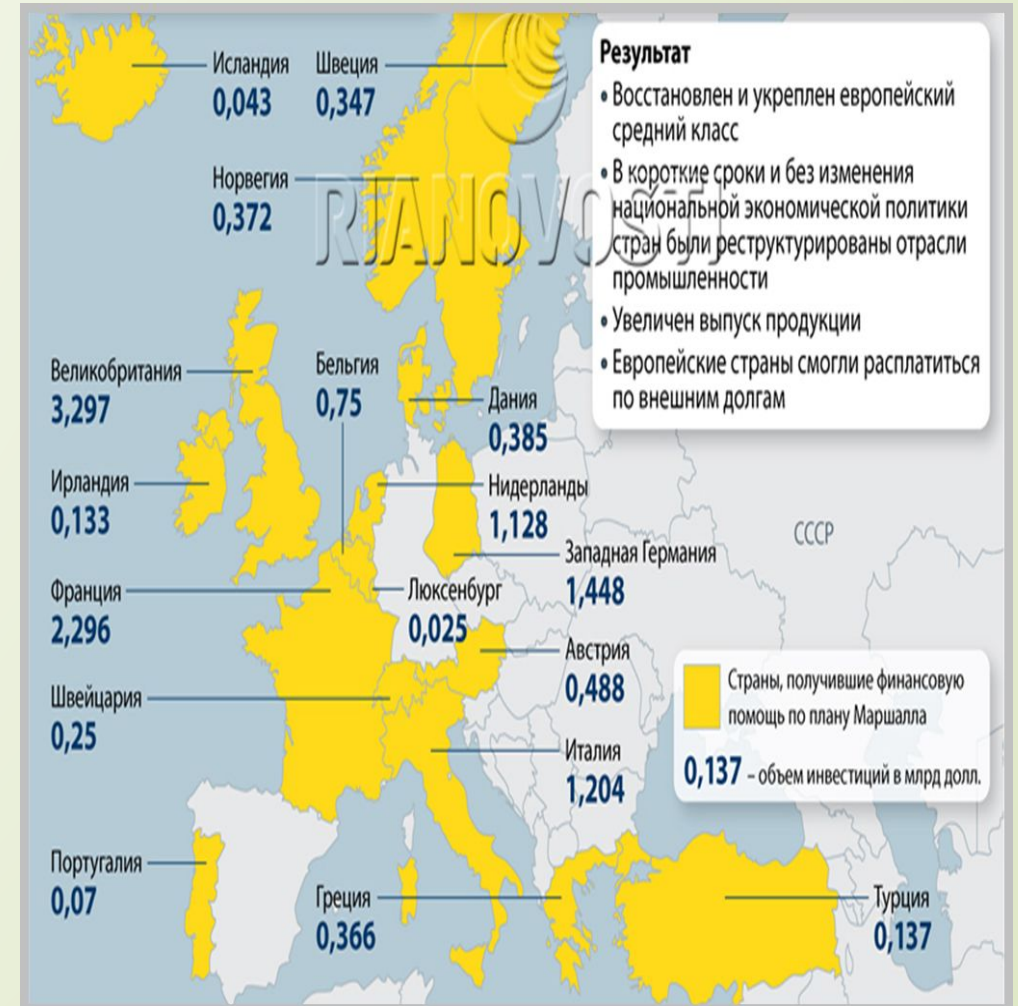 Исландия
0,043
Швеция
0,347
Норвегия
0,372
RIANOVOSTI
Результат
• Восстановлен и укреплен европейский
средний класс
• В короткие сроки и без изменения
национальной экономической политики
стран были реструктурированы отрасли
промышленности
• Увеличен выпуск продукции
• Европейские страны смогли расплатиться
по внешним долгам
Великобритания
3,297
Бельгия
0,75
Дания
0,385
Ирландия
0,133
Нидерланды
1,128
СССР
Западная Германия
1,448
Франция
2,296
Люксенбург
0,025
Австрия
0,488
Швейцария
0,25
Италия
1,204
Страны, получившие финансовую
помощь по плану Маршалла
0,137 – объем инвестиций в млрд долл.
Португалия
0,07
Греция
0,366
Турция
0,137